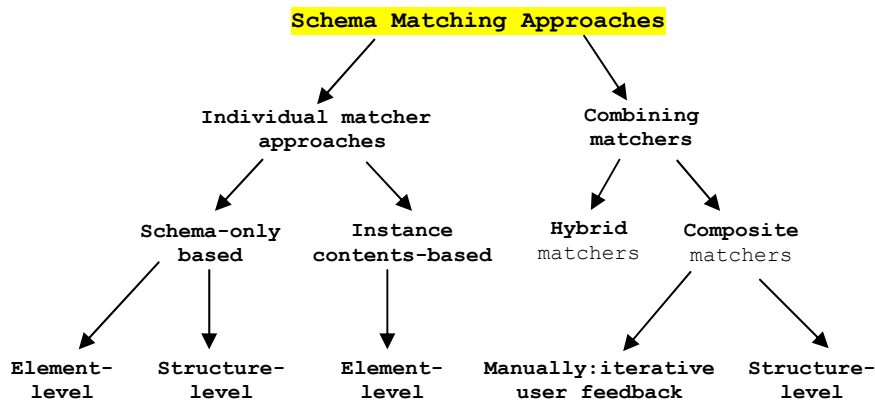 Schema Matching Approaches
Individual matcher
approaches
Combining
matchers
Schema-only
based
Instance
contents-based
Hybrid
matchers
Composite
matchers
Element-
level
Structure-
level
Element-
level
Manually:iterative
user feedback
Structure-
level